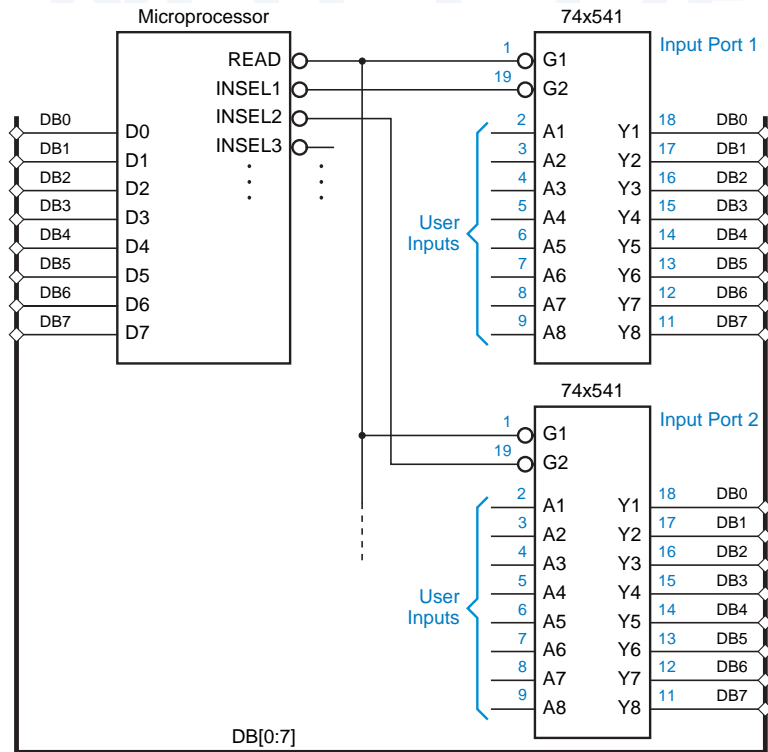 Microprocessor
READ
INSEL1
INSEL2
INSEL3
DB0
DB1
DB2
DB3
DB4
DB5
DB6
DB7
D0
D1
D2
D3
D4
D5
D6
D7
74x541
Input Port 1
1
19
G1
G2
2
3
4
5
6
7
8
9
User
Inputs
A1
A2
A3
A4
A5
A6
A7
A8
Y1
Y2
Y3
Y4
Y5
Y6
Y7
Y8
18
17
16
15
14
13
12
11
DB0
DB1
DB2
DB3
DB4
DB5
DB6
DB7
74x541
Input Port 2
1
19
G1
G2
2
3
4
5
6
7
8
9
User
Inputs
A1
A2
A3
A4
A5
A6
A7
A8
Y1
Y2
Y3
Y4
Y5
Y6
Y7
Y8
18
17
16
15
14
13
12
11
DB0
DB1
DB2
DB3
DB4
DB5
DB6
DB7
DB[0:7]